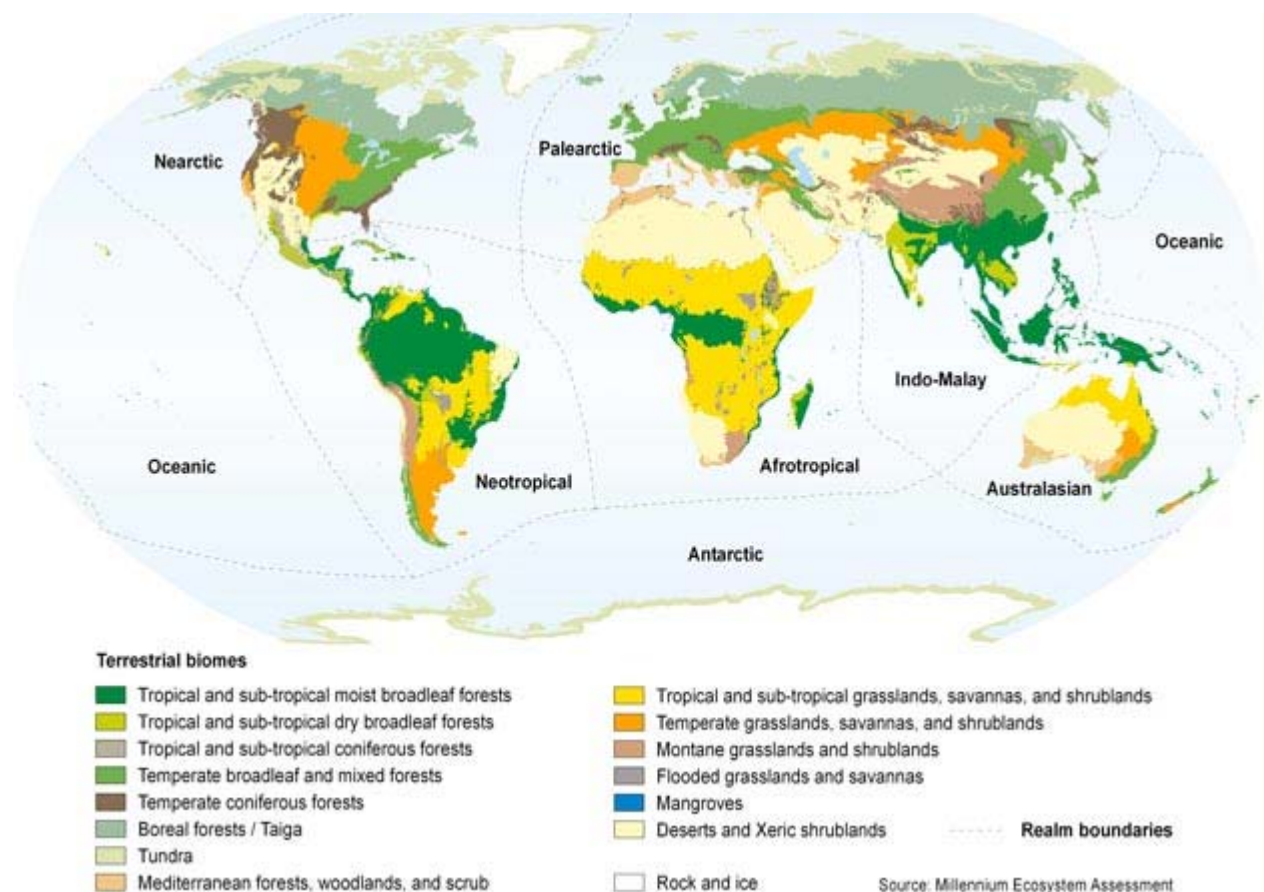 Nearctic
Palearctic
Oceanic
Indo-Malay
Oceanic
Neotropical
Afrotropical
Australasian
Antarctic
Terrestrial biomes
Tropical and sub-tropical moist broadleaf forests
Tropical and sub-tropical dry broadleaf forests
Tropical and sub-tropical coniferous forests
Temperate broadleaf and mixed forests
Temperate coniferous forests
Boreal forests / Taiga
Tundra
Mediterranean forests, woodlands, and scrub
Tropical and sub-tropical grasslands, savannas, and shrublands
Temperate grasslands, savannas, and shrublands
Montane grasslands and shrublands
Flooded grasslands and savannas
Mangroves
Deserts and Xeric shrublands
Rock and ice
Realm boundaries
Source: Millennium Ecosystem Assessment